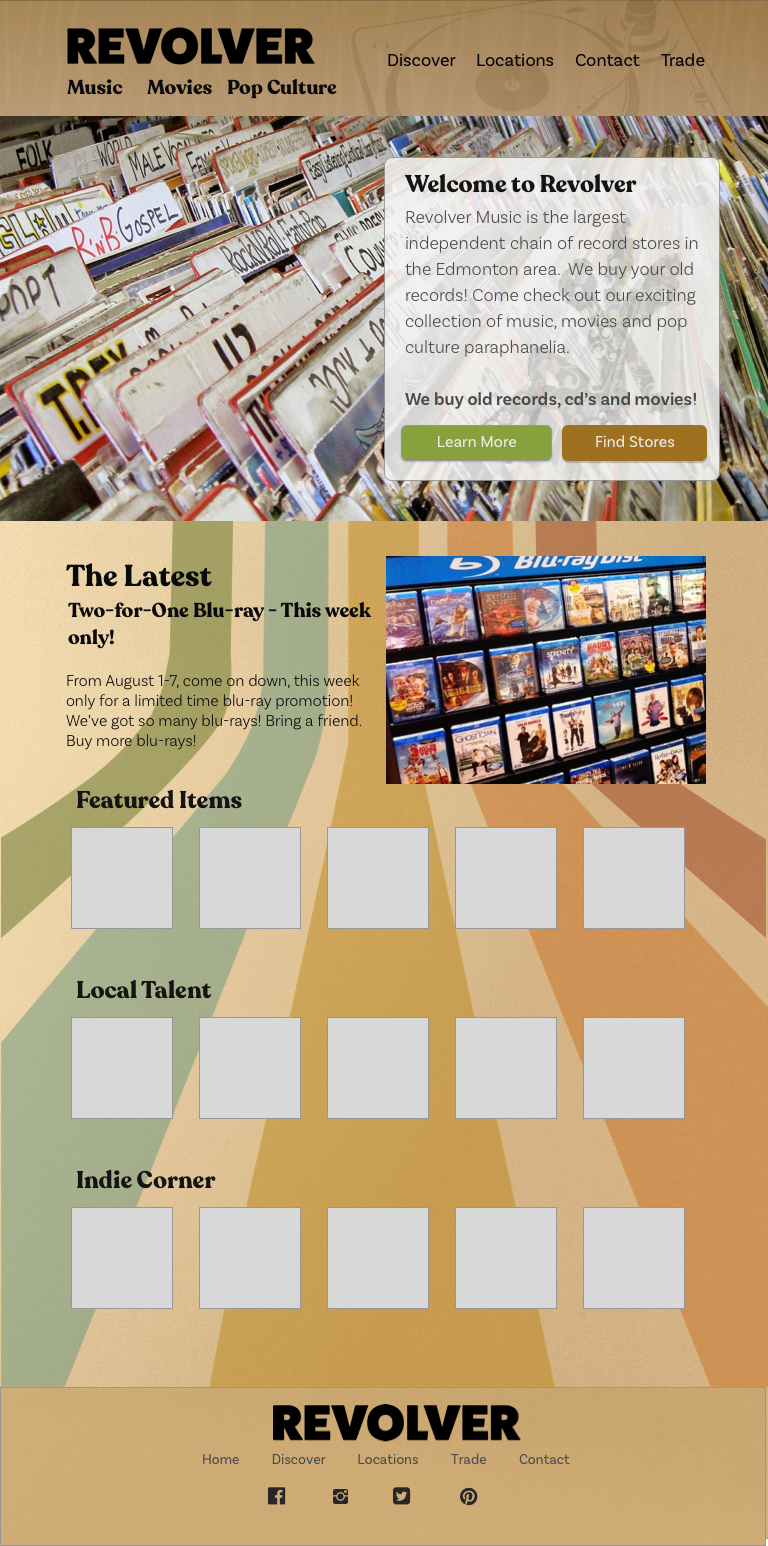 REVOLVER
Music Movies Pop Culture
Discover Locations Contact Trade
FOLK
WORLD
MALE VOCALIST
R'n'B GOSPEL
Rock N Roll
Welcome to Revolver
Revolver Music is the largest
independent chain of record stores in
the Edmonton area. We buy your old
records! Come check out our exciting
collection of music, movies and pop
culture paraphanelia.
We buy old records, cd's and movies!
Learn More Find Stores
The Latest
Two-for-One Blu-ray - This week
only!
From August 1-7, come on down, this week
only for a limited time blu-ray promotion!
We've got so many blu-rays! Bring a friend.
Buy more blu-rays!
Blu-ray Disc
SERENITY
GHOST TOWN
Featured Items
Local Talent
Indie Corner
REVOLVER
Home Discover Locations Trade Contact